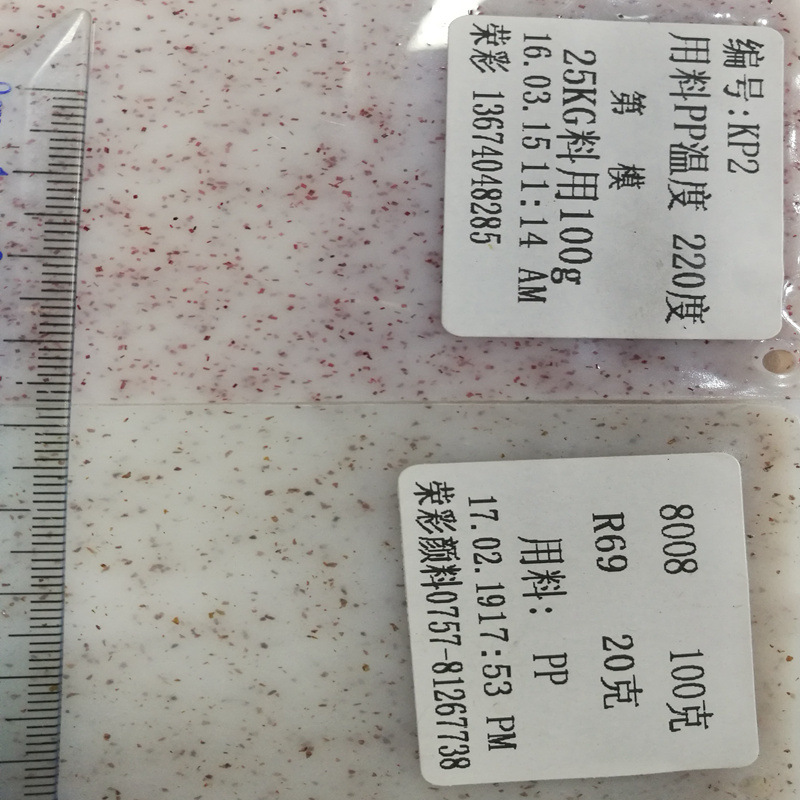 编号:KP2
用料PP温度 220度
第 模
25KG料用100g
16.03.15 11:14 AM
荣彩 13674048285
8008 100克
R69 20克
用料: PP
17.02.1917:53 PM
荣彩颜料0757-81267738